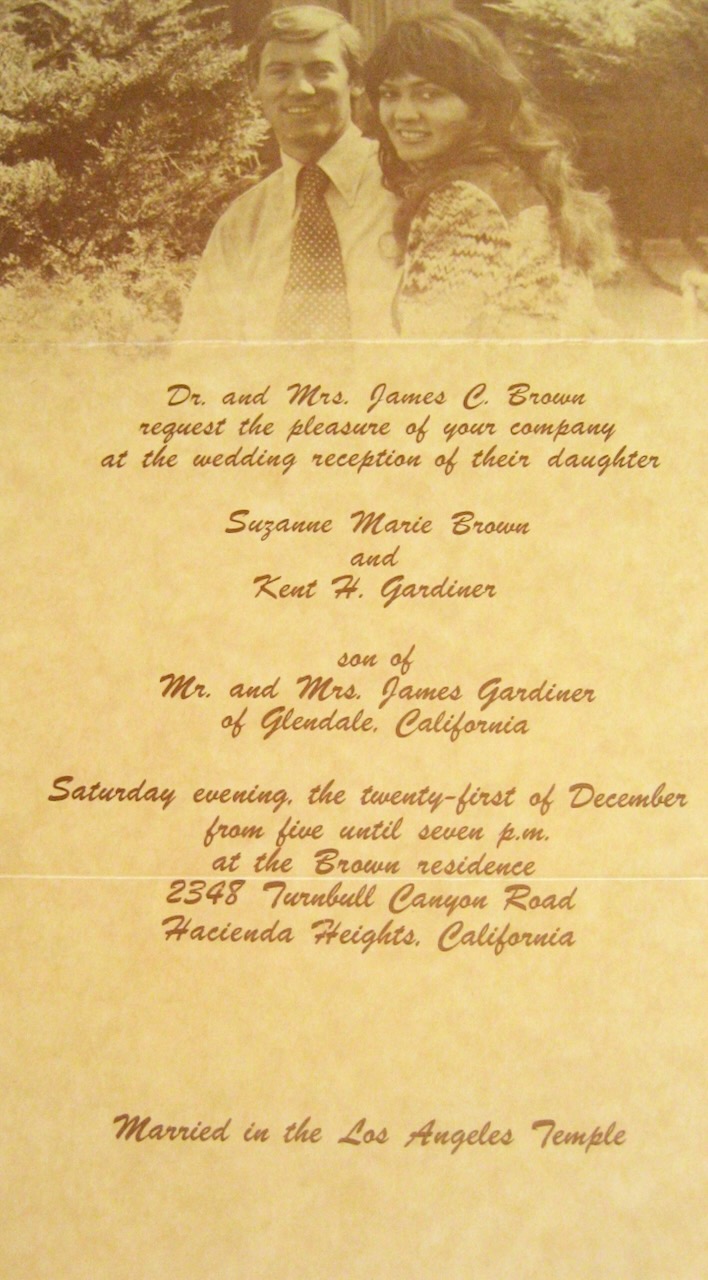 Dr. and Mrs. James C. Brown
request the pleasure of your company
at the wedding reception of their daughter
Suzanne Marie Brown
and
Kent H. Gardiner
son of
Mr. and Mrs. James Gardiner
of Glendale, California
Saturday evening, the twenty-first of December
from five until seven p.m.
at the Brown residence
2348 Turnbull Canyon Road
Hacienda Heights, California
Married in the Los Angeles Temple